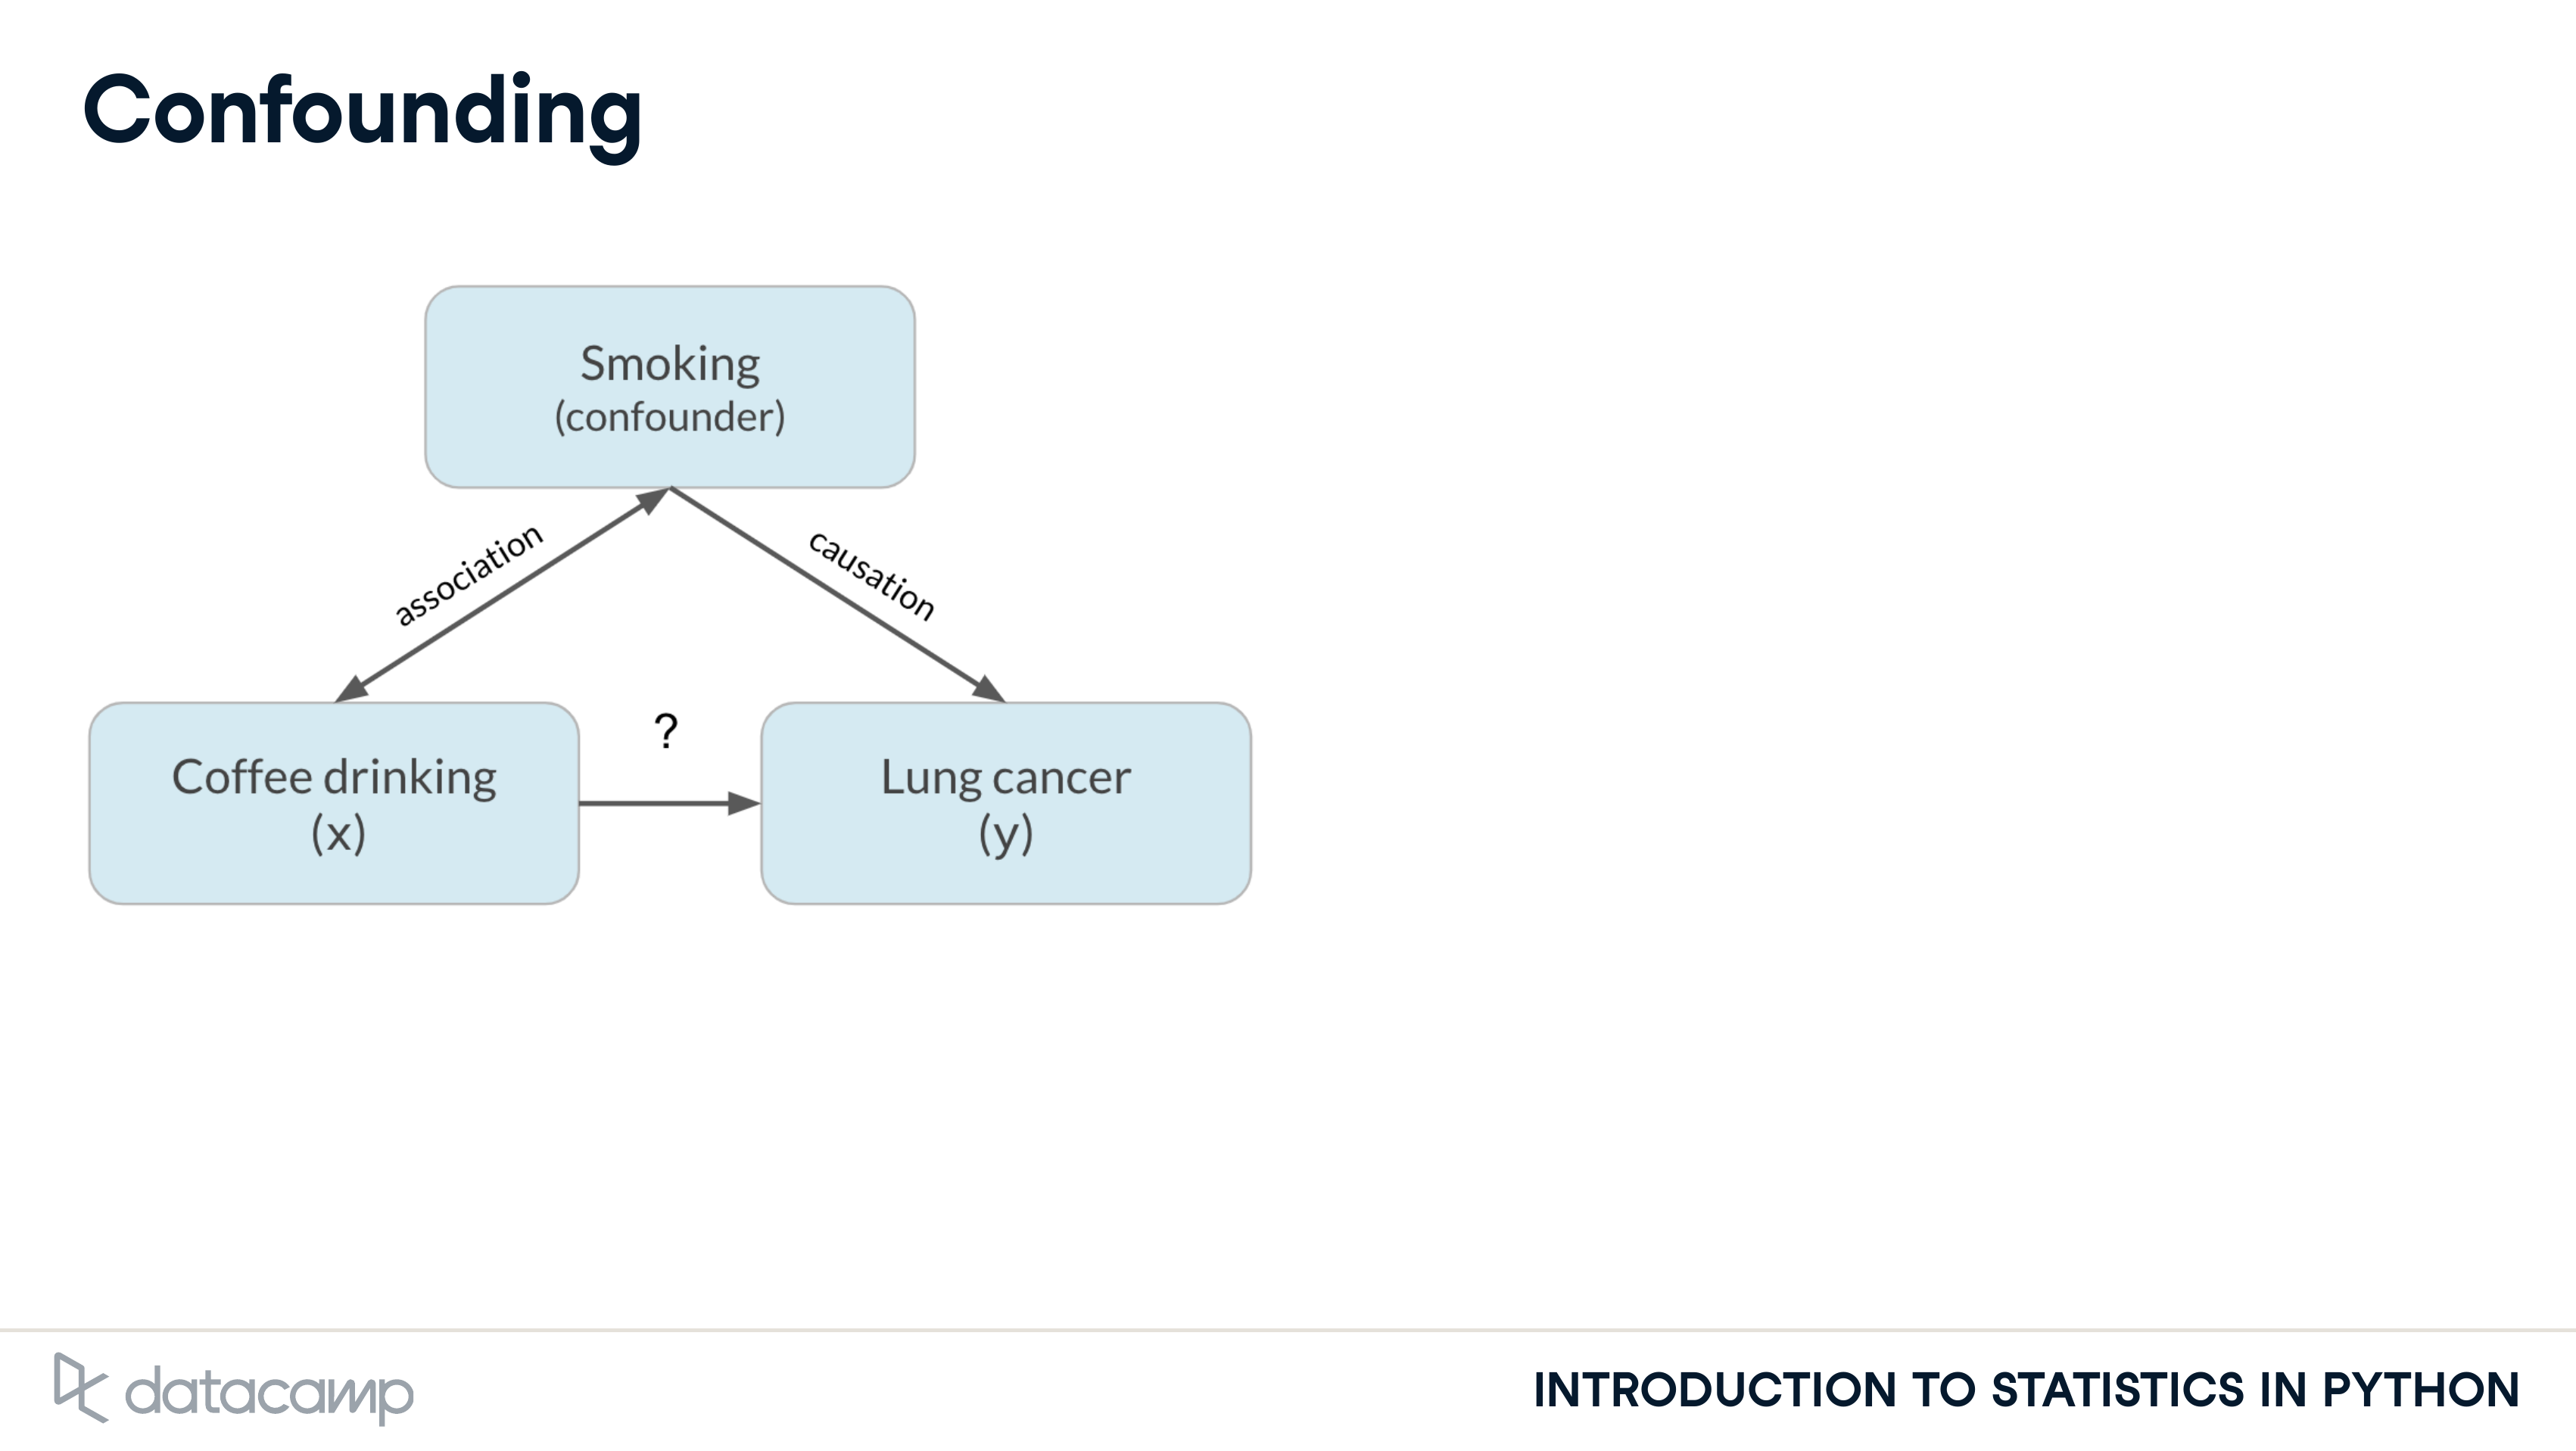 Confounding
Smoking
(confounder)
association
causation
?
Coffee drinking
(x)
Lung cancer
(y)
datacamp
INTRODUCTION TO STATISTICS IN PYTHON